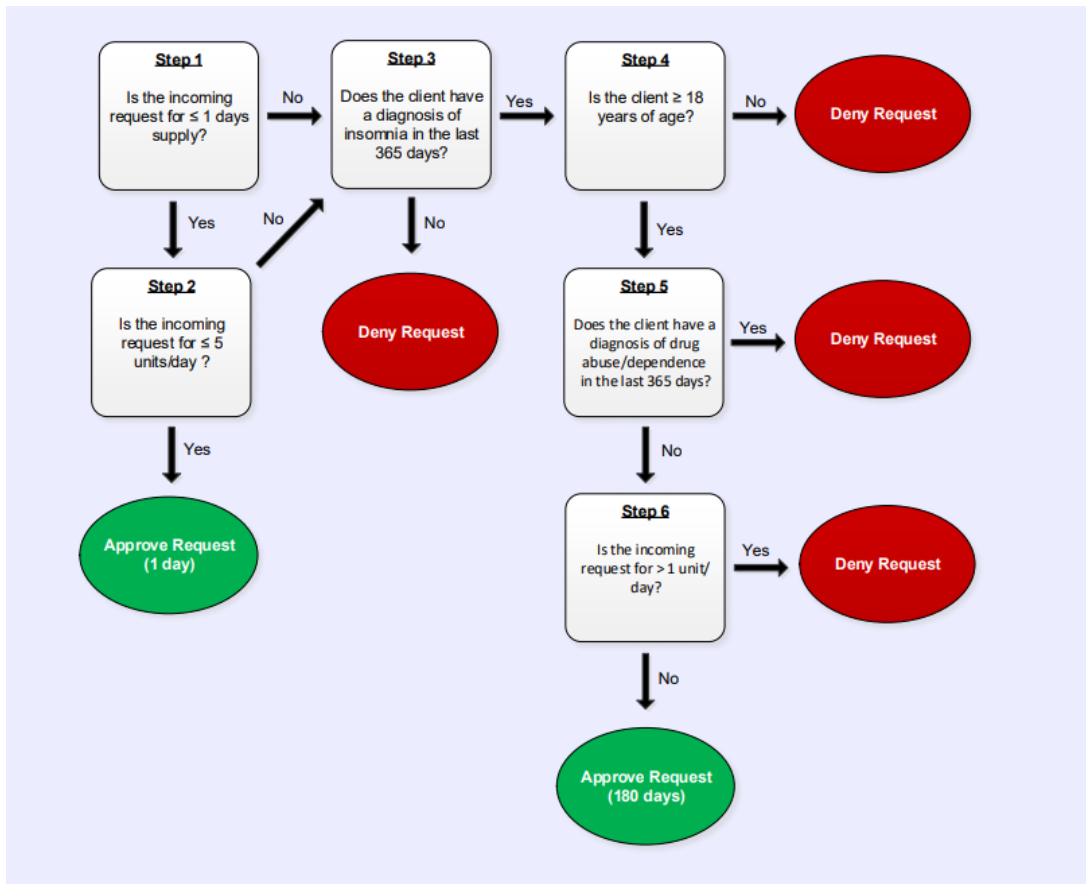 Step 1
Is the incoming
request for ≤ 1 days
supply?
No
Step 3
Does the client have
a diagnosis of
insomnia in the last
365 days?
Yes
Step 4
Is the client ≥ 18
years of age?
No
Deny Request
Yes
No
No
Yes
Step 2
Is the incoming
request for ≤ 5
units/day ?
Deny Request
Step 5
Does the client have a
diagnosis of drug
abuse/dependence
in the last 365 days?
Yes
Deny Request
Yes
No
Approve Request
(1 day)
Step 6
Is the incoming
request for > 1 unit/
day?
Yes
Deny Request
No
Approve Request
(180 days)